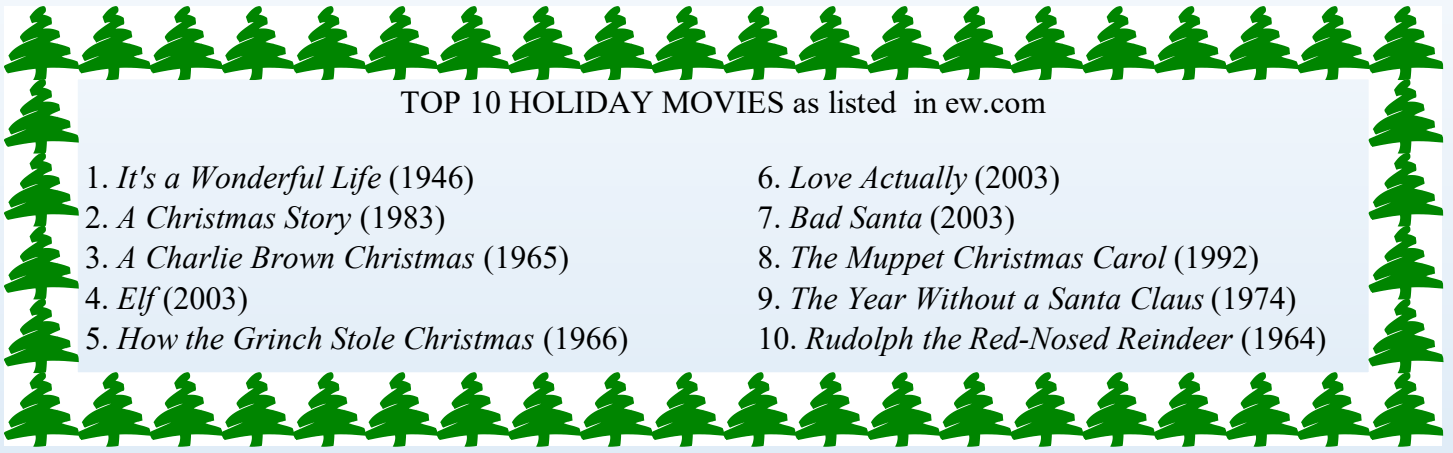 TOP 10 HOLIDAY MOVIES as listed in ew.com
1. It's a Wonderful Life (1946)
2. A Christmas Story (1983)
3. A Charlie Brown Christmas (1965)
4. Elf (2003)
5. How the Grinch Stole Christmas (1966)
6. Love Actually (2003)
7. Bad Santa (2003)
8. The Muppet Christmas Carol (1992)
9. The Year Without a Santa Claus (1974)
10. Rudolph the Red-Nosed Reindeer (1964)